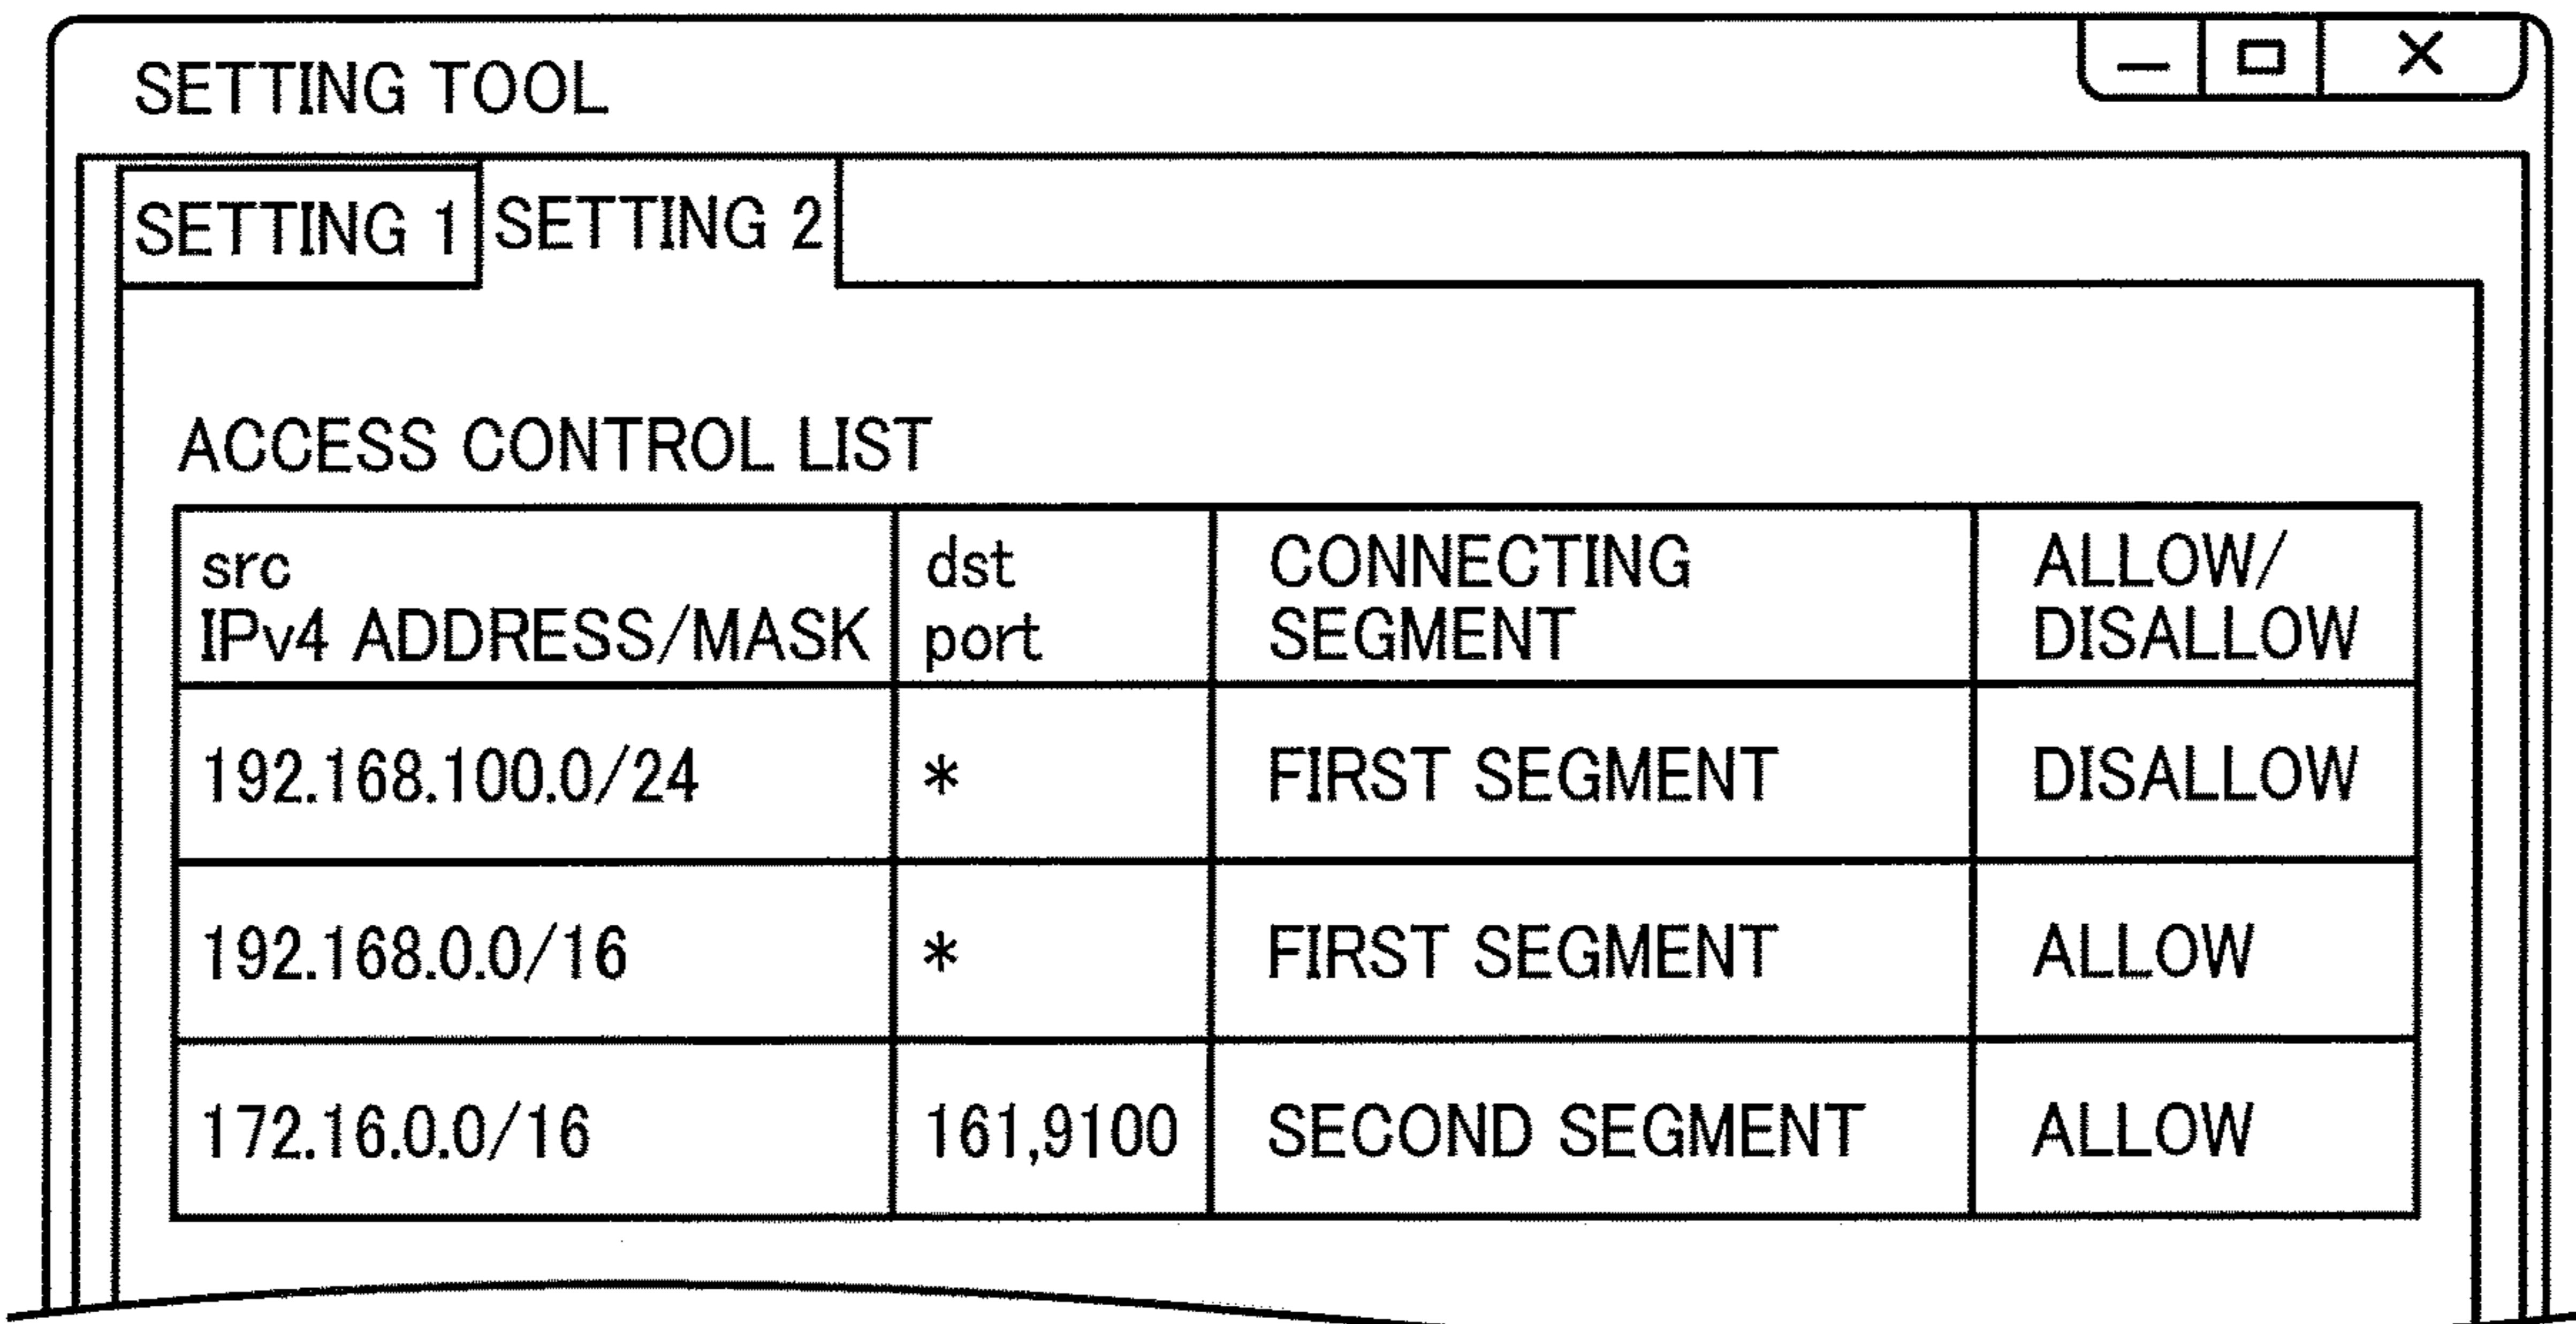 SETTING TOOL
SETTING 1 SETTING 2
ACCESS CONTROL LIST
src
IPv4 ADDRESS/MASK
dst
port
CONNECTING
SEGMENT
ALLOW/
DISALLOW
192.168.100.0/24 * FIRST SEGMENT DISALLOW
192.168.0.0/16 * FIRST SEGMENT ALLOW
172.16.0.0/16 161,9100 SECOND SEGMENT ALLOW